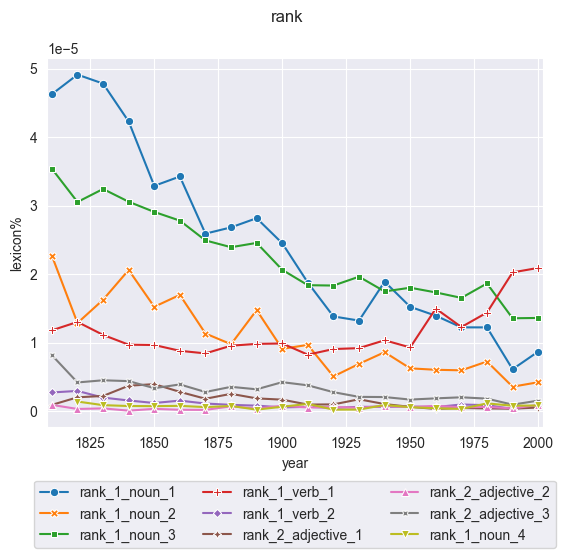 rank
1e−5
5
4
3
2
1
0
lexicon%
1825 1850 1875 1900 1925 1950 1975 2000
year
rank_1_noun_1 rank_1_verb_1 rank_2_adjective_2
rank_1_noun_2 rank_1_verb_2 rank_2_adjective_3
rank_1_noun_3 rank_2_adjective_1 rank_1_noun_4